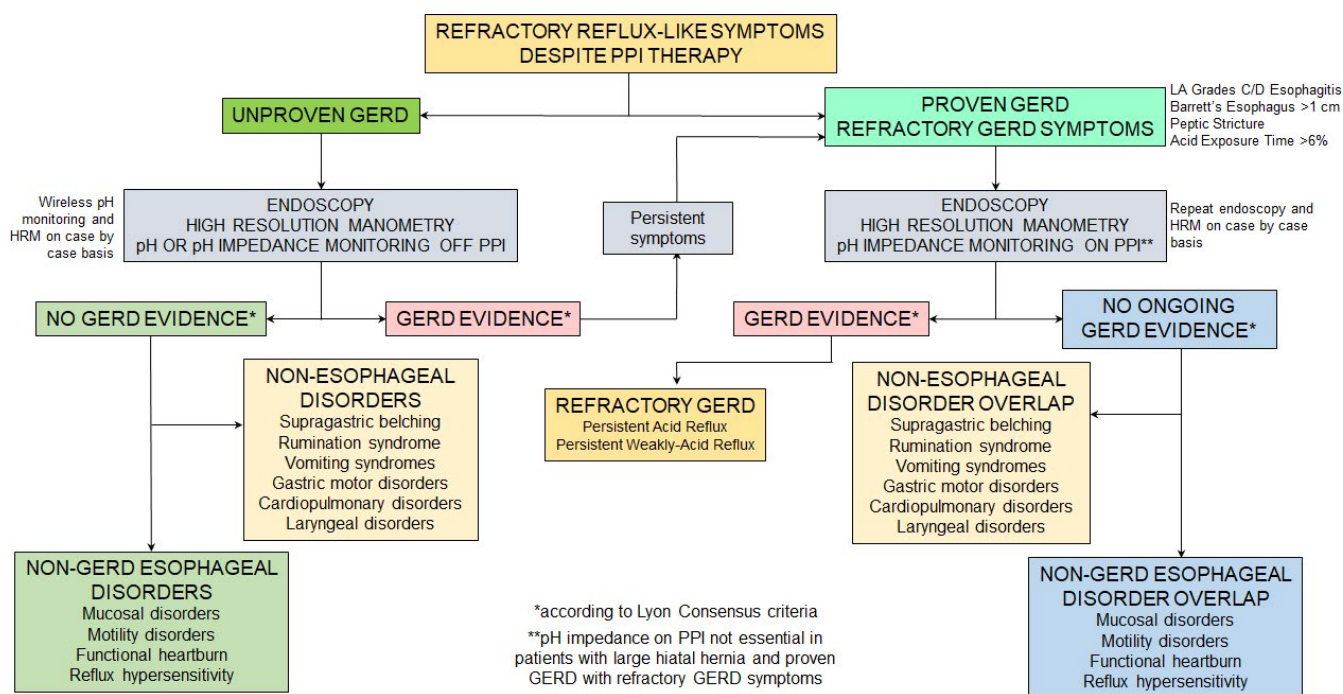 REFRACTORY REFLUX-LIKE SYMPTOMS
DESPITE PPI THERAPY
UNPROVEN GERD
PROVEN GERD
REFRACTORY GERD SYMPTOMS
LA Grades C/D Esophagitis
Barrett's Esophagus >1 cm
Peptic Stricture
Acid Exposure Time >6%
Wireless pH
monitoring and
HRM on case by
case basis
ENDOSCOPY
HIGH RESOLUTION MANOMETRY
pH OR pH IMPEDANCE MONITORING OFF PPI
Persistent
symptoms
ENDOSCOPY
HIGH RESOLUTION MANOMETRY
pH IMPEDANCE MONITORING ON PPI**
Repeat endoscopy and
HRM on case by case
basis
NO GERD EVIDENCE*
GERD EVIDENCE*
GERD EVIDENCE*
NO ONGOING
GERD EVIDENCE*
NON-ESOPHAGEAL
DISORDERS
Supragastric belching
Rumination syndrome
Vomiting syndromes
Gastric motor disorders
Cardiopulmonary disorders
Laryngeal disorders
REFRACTORY GERD
Persistent Acid Reflux
Persistent Weakly-Acid Reflux
NON-ESOPHAGEAL
DISORDER OVERLAP
Supragastric belching
Rumination syndrome
Vomiting syndromes
Gastric motor disorders
Cardiopulmonary disorders
Laryngeal disorders
NON-GERD ESOPHAGEAL
DISORDERS
Mucosal disorders
Motility disorders
Functional heartburn
Reflux hypersensitivity
*according to Lyon Consensus criteria
**pH impedance on PPI not essential in
patients with large hiatal hernia and proven
GERD with refractory GERD symptoms
NON-GERD ESOPHAGEAL
DISORDER OVERLAP
Mucosal disorders
Motility disorders
Functional heartburn
Reflux hypersensitivity